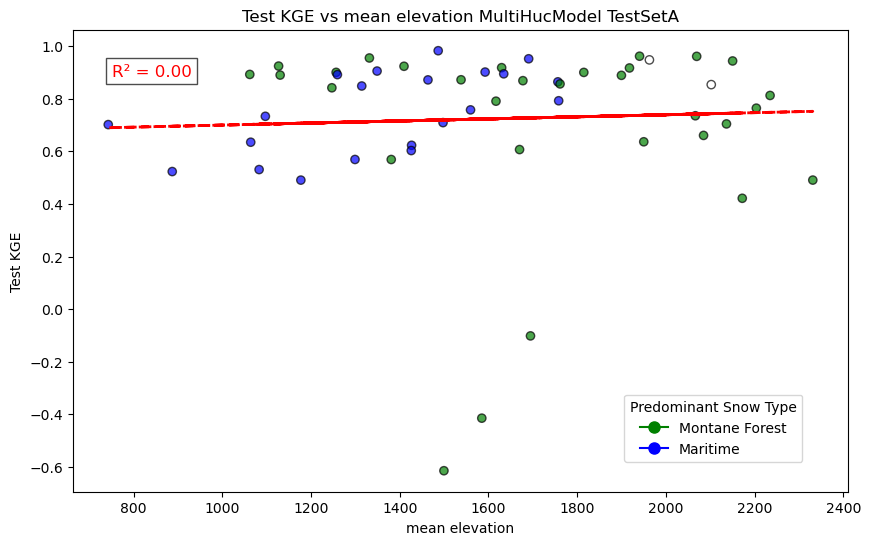 Test KGE vs mean elevation MultiHucModel TestSetA
R² = 0.00
1.0
0.8
0.6
0.4
0.2
0.0
−0.2
−0.4
−0.6
Test KGE
Predominant Snow Type
Montane Forest
Maritime
800 1000 1200 1400 1600 1800 2000 2200 2400
mean elevation